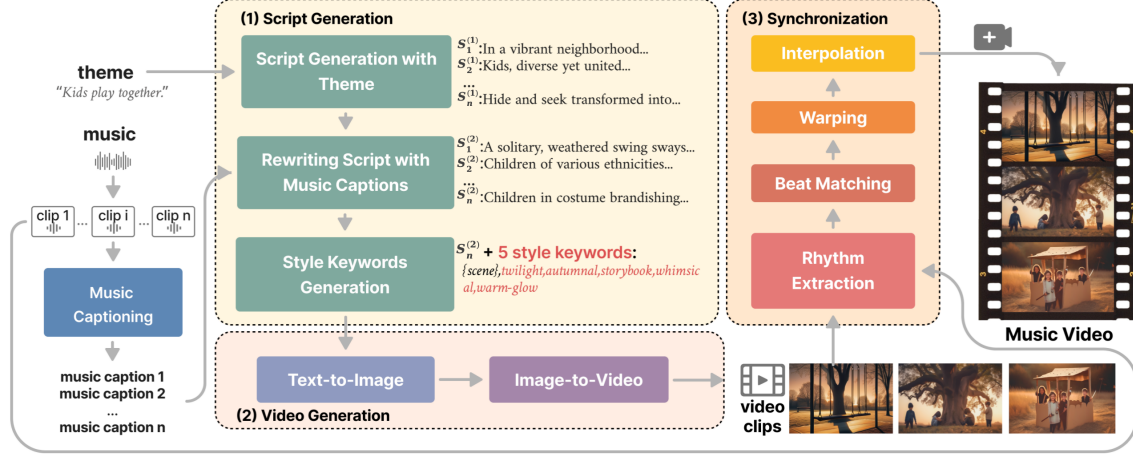 (1) Script Generation
theme
"Kids play together."
music
clip 1 ... clip i ... clip n
Music
Captioning
music caption 1
music caption 2
...
music caption n
Script Generation with
Theme
S₁⁽¹⁾:In a vibrant neighborhood...
S₂⁽¹⁾:Kids, diverse yet united...
...
Sₙ⁽¹⁾:Hide and seek transformed into...
Rewriting Script with
Music Captions
S₁⁽²⁾:A solitary, weathered swing sways...
S₂⁽²⁾:Children of various ethnicities...
...
Sₙ⁽²⁾:Children in costume brandishing...
Style Keywords
Generation
Sₙ⁽²⁾ + 5 style keywords:
{scene},twilight,autumnal,storybook,whimsic
al,warm-glow
Text-to-Image
Image-to-Video
(2) Video Generation
video
clips
(3) Synchronization
Interpolation
Warping
Beat Matching
Rhythm
Extraction
4
4
3
3
Music Video